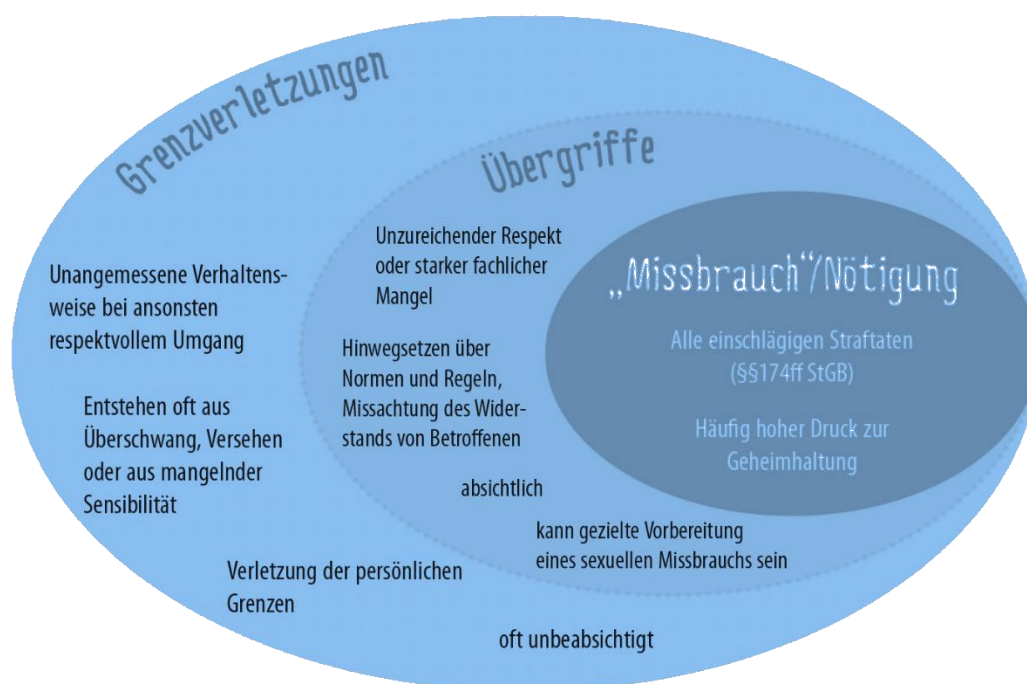 Grenzverletzungen
Unangemessene Verhaltens-
weise bei ansonsten
respektvollem Umgang
Entstehen oft aus
Überschwang, Versehen
oder aus mangelnder
Sensibilität
Verletzung der persönlichen
Grenzen
oft unbeabsichtigt
Übergriffe
Unzureichender Respekt
oder starker fachlicher
Mangel
Hinwegsetzen über
Normen und Regeln,
Missachtung des Wider-
stands von Betroffenen
absichtlich
kann gezielte Vorbereitung
eines sexuellen Missbrauchs sein
„Missbrauch“/Nötigung
Alle einschlägigen Straftaten
(§§174ff StGB)
Häufig hoher Druck zur
Geheimhaltung